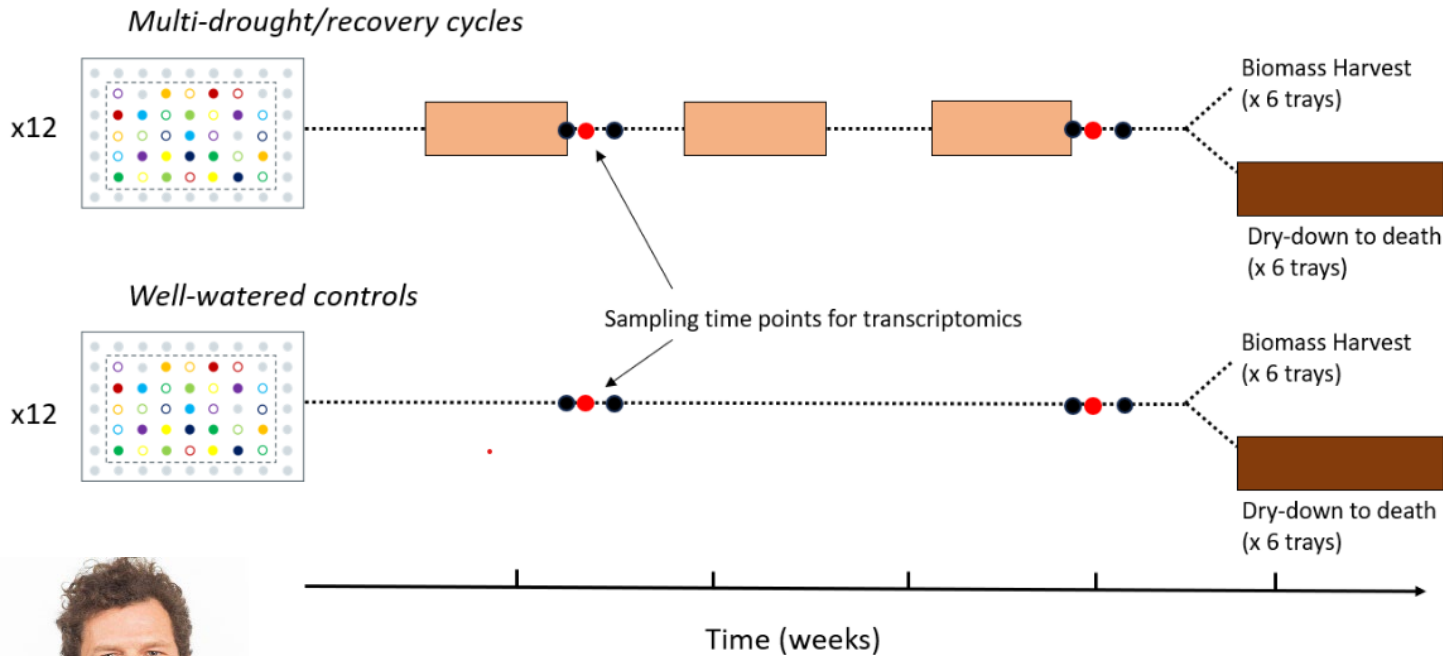 Multi-drought/recovery cycles
x12
Biomass Harvest
(x 6 trays)
Dry-down to death
(x 6 trays)
Well-watered controls
Sampling time points for transcriptomics
x12
Biomass Harvest
(x 6 trays)
Dry-down to death
(x 6 trays)
Time (weeks)